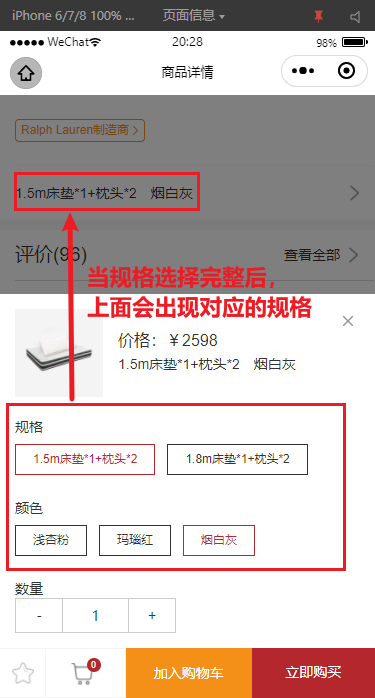 iPhone 6/7/8 100% ... 页面信息
WeChat 20:28 98%
商品详情
Ralph Lauren制造商 >
1.5m床垫*1+枕头*2 烟白灰
评价(96) 查看全部
当规格选择完整后,
上面会出现对应的规格
价格：￥2598
1.5m床垫*1+枕头*2 烟白灰
规格
1.5m床垫*1+枕头*2 1.8m床垫*1+枕头*2
颜色
浅杏粉 玛瑙红 烟白灰
数量
- 1 +
0
加入购物车 立即购买